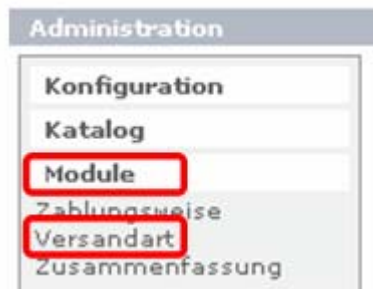 Administration
Konfiguration
Katalog
Module
Zahlungsweise
Versandart
Zusammenfassung